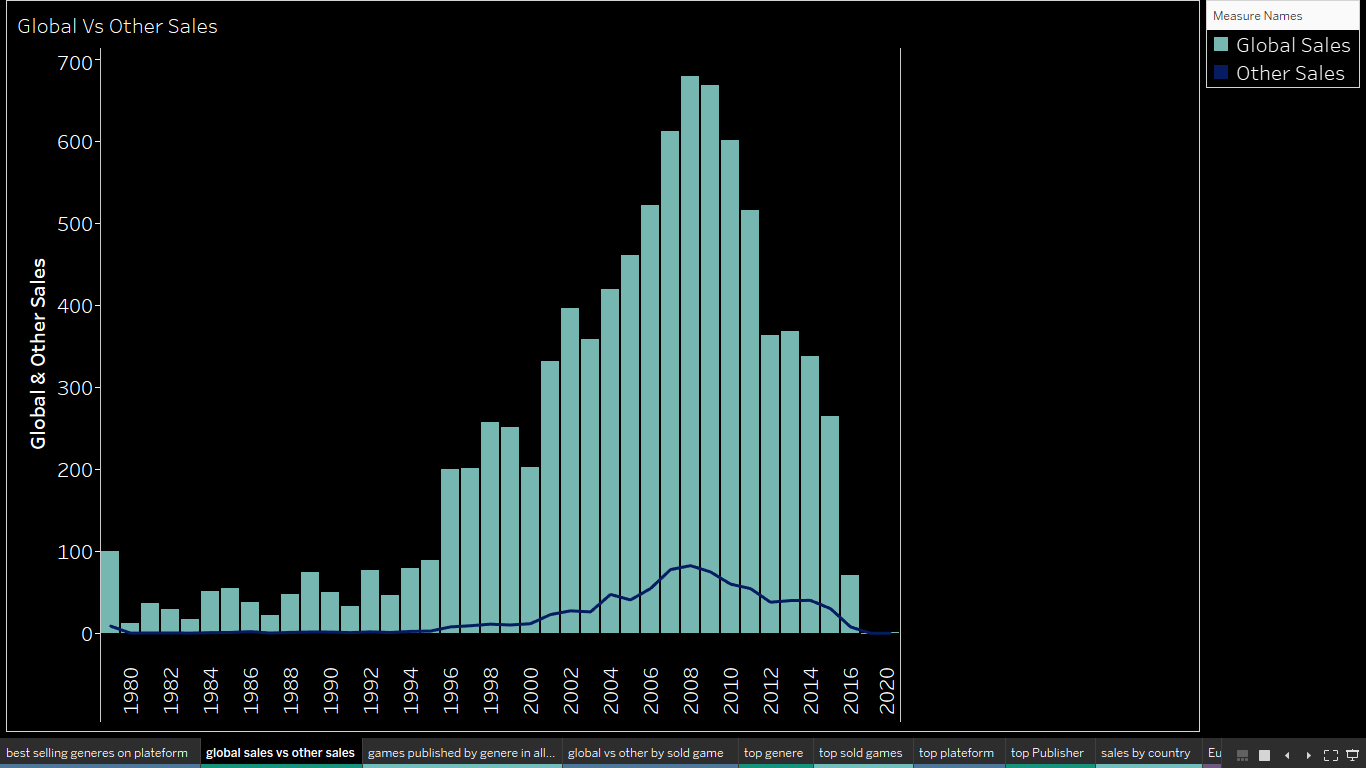 Global Vs Other Sales
Measure Names
Global Sales
Other Sales
Global & Other Sales
700
600
500
400
300
200
100
0
1980
1982
1984
1986
1988
1990
1992
1994
1996
1998
2000
2002
2004
2006
2008
2010
2012
2014
2016
2020
best selling generes on plateform
global sales vs other sales
games published by genere in all...
global vs other by sold game
top genere
top sold games
top plateform
top Publisher
sales by country
Eu